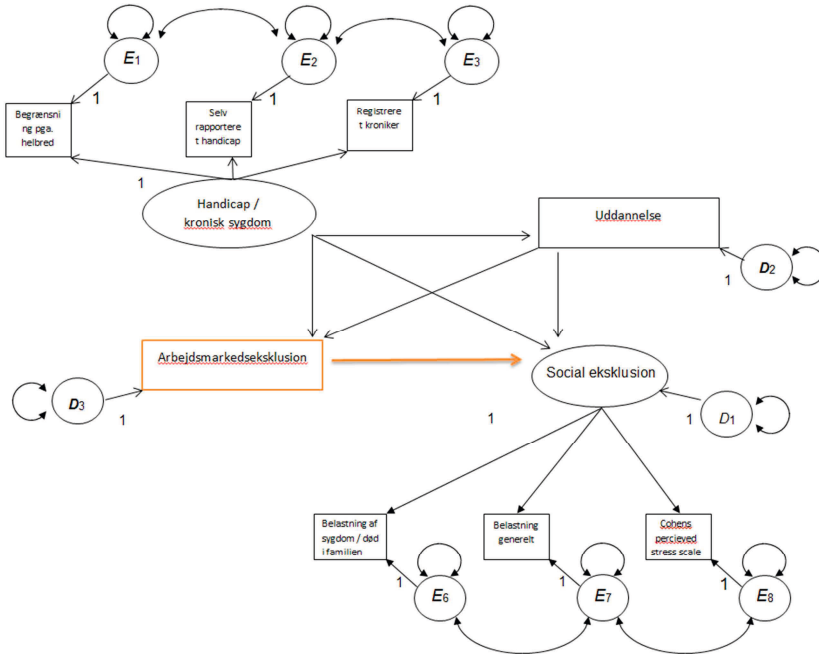 E1
E2
E3
1
1
1
Begrænsni
ng pga.
helbred
Selv
rapportere
t handicap
Registrere
t kroniker
1
Handicap /
kronisk sygdom
Uddannelse
D2
1
Arbejdsmarkedseksklusion
Social eksklusion
D3
1
1
1
D1
Belastning af
sygdom / død
i familien
Belastning
generelt
Cohens
percieved
stress scale
1
1
1
E6
E7
E8